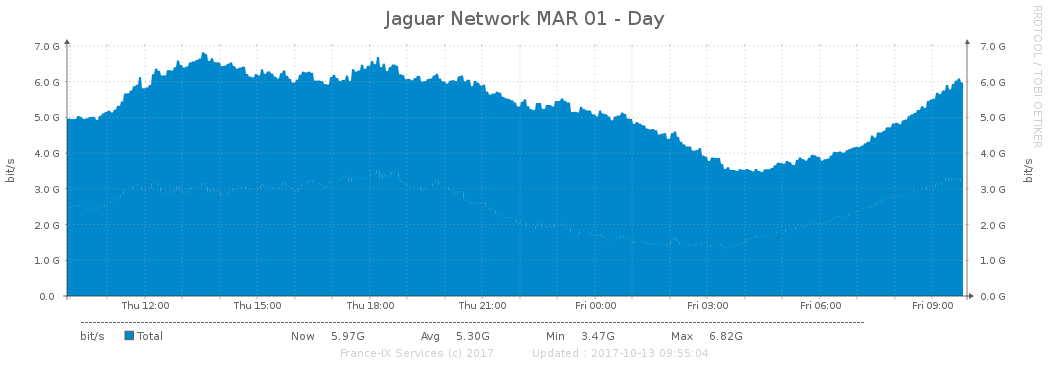 Jaguar Network MAR 01 - Day
RRDTOOL / TOBI OETIKER
bit/s
7.0 G
6.0 G
5.0 G
4.0 G
3.0 G
2.0 G
1.0 G
0.0
7.0 G
6.0 G
5.0 G
4.0 G
3.0 G
2.0 G
1.0 G
0.0 G
bit/s
Thu 12:00 Thu 15:00 Thu 18:00 Thu 21:00 Fri 00:00 Fri 03:00 Fri 06:00 Fri 09:00
bit/s Total Now 5.97G Avg 5.30G Min 3.47G Max 6.82G
France-IX Services (c) 2017 Updated : 2017-10-13 09:55:04